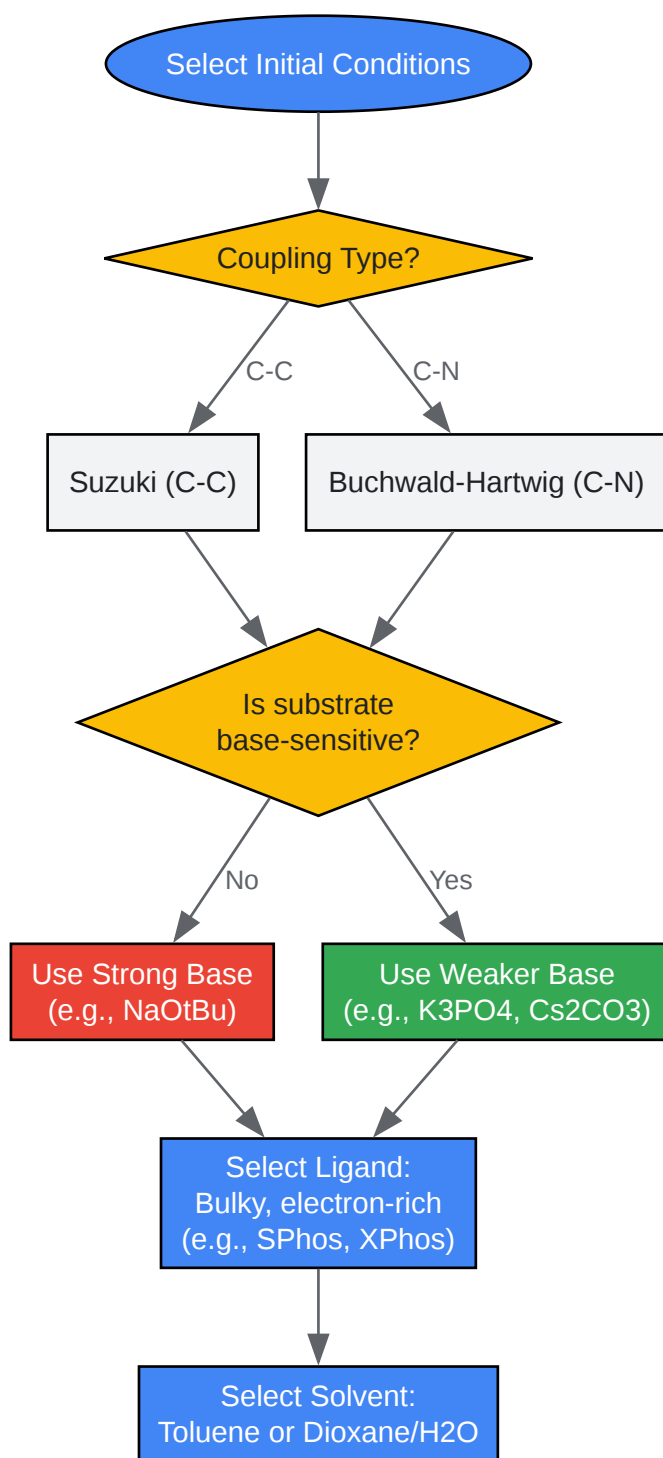 Select Initial Conditions
Coupling Type?
C-C
C-N
Suzuki (C-C)
Buchwald-Hartwig (C-N)
Is substrate
base-sensitive?
No
Yes
Use Strong Base
(e.g., NaOtBu)
Use Weaker Base
(e.g., K3PO4, Cs2CO3)
Select Ligand:
Bulky, electron-rich
(e.g., SPhos, XPhos)
Select Solvent:
Toluene or Dioxane/H2O